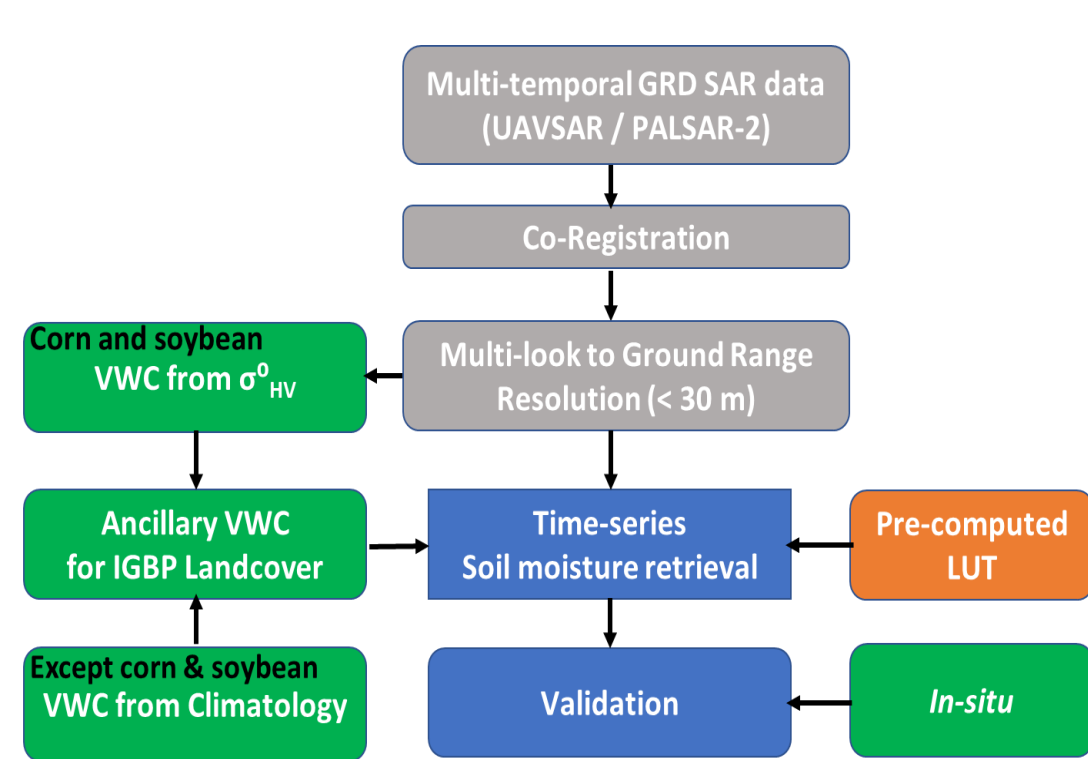 Multi-temporal GRD SAR data
(UAVSAR / PALSAR-2)
Co-Registration
Multi-look to Ground Range
Resolution (< 30 m)
Corn and soybean
VWC from σ⁰HV
Ancillary VWC
for IGBP Landcover
Time-series
Soil moisture retrieval
Pre-computed
LUT
Except corn & soybean
VWC from Climatology
Validation
In-situ